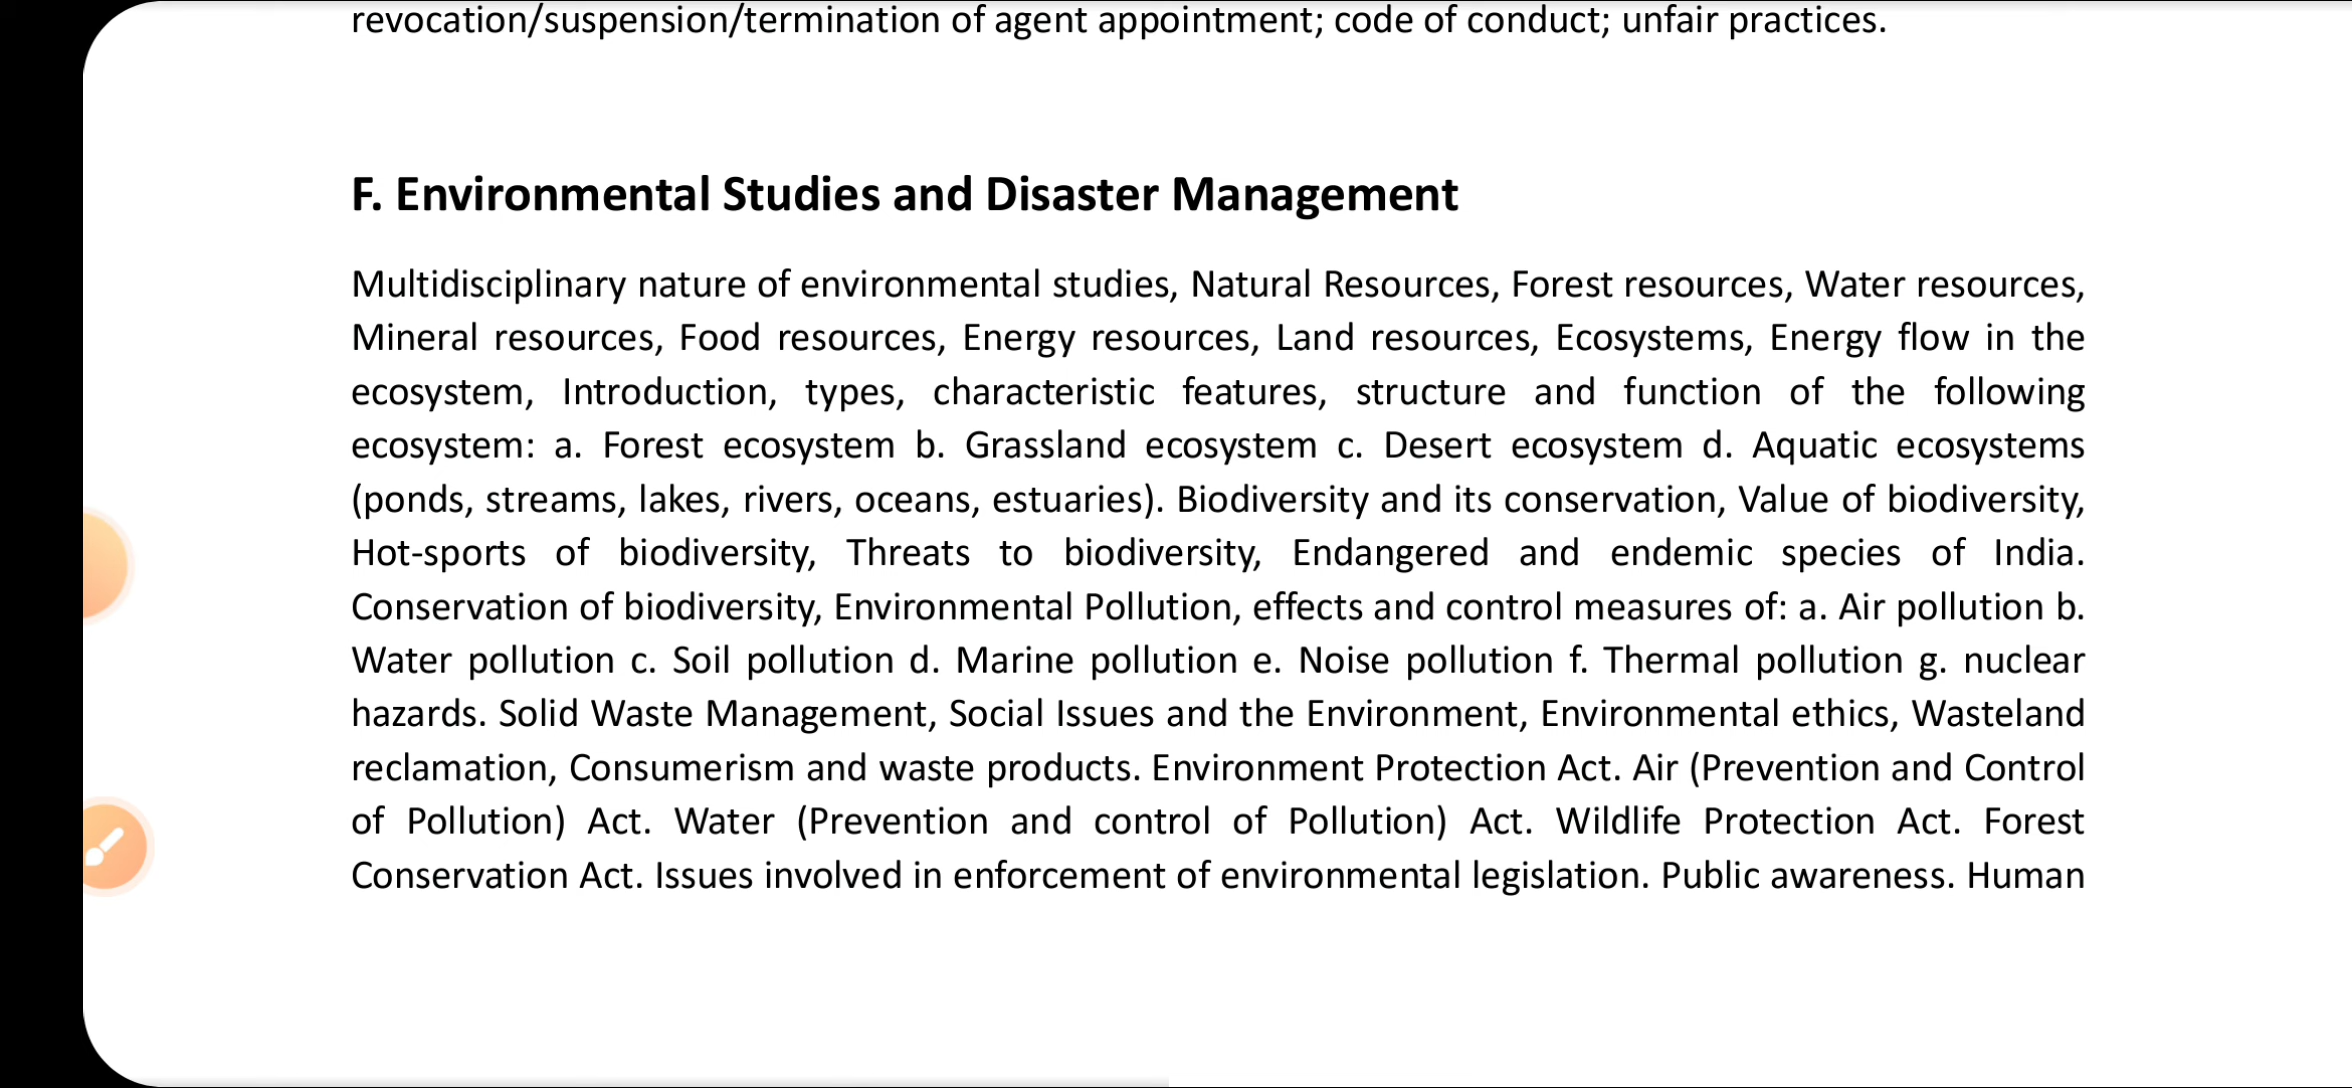 revocation/suspension/termination of agent appointment; code of conduct; unfair practices.
F. Environmental Studies and Disaster Management
Multidisciplinary nature of environmental studies, Natural Resources, Forest resources, Water resources,
Mineral resources, Food resources, Energy resources, Land resources, Ecosystems, Energy flow in the
ecosystem, Introduction, types, characteristic features, structure and function of the following
ecosystem: a. Forest ecosystem b. Grassland ecosystem c. Desert ecosystem d. Aquatic ecosystems
(ponds, streams, lakes, rivers, oceans, estuaries). Biodiversity and its conservation, Value of biodiversity,
Hot-sports of biodiversity, Threats to biodiversity, Endangered and endemic species of India.
Conservation of biodiversity, Environmental Pollution, effects and control measures of: a. Air pollution b.
Water pollution c. Soil pollution d. Marine pollution e. Noise pollution f. Thermal pollution g. nuclear
hazards. Solid Waste Management, Social Issues and the Environment, Environmental ethics, Wasteland
reclamation, Consumerism and waste products. Environment Protection Act. Air (Prevention and Control
of Pollution) Act. Water (Prevention and control of Pollution) Act. Wildlife Protection Act. Forest
Conservation Act. Issues involved in enforcement of environmental legislation. Public awareness. Human